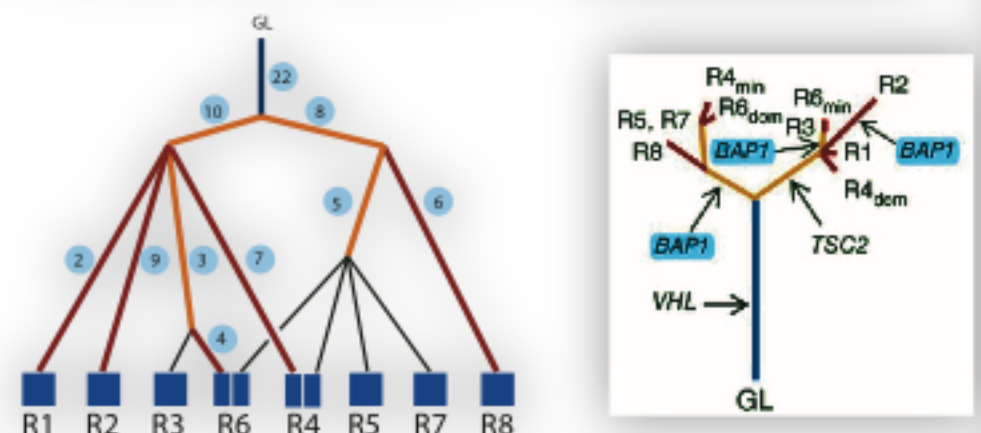 GL
22
10
8
5
6
2
9
3
7
4
R1 R2 R3 R6 R4 R5 R7 R8
R4min
R6dom
R5, R7
R8
R6min
R2
R3
BAP1
R1
BAP1
R4dom
BAP1
TSC2
VHL
GL